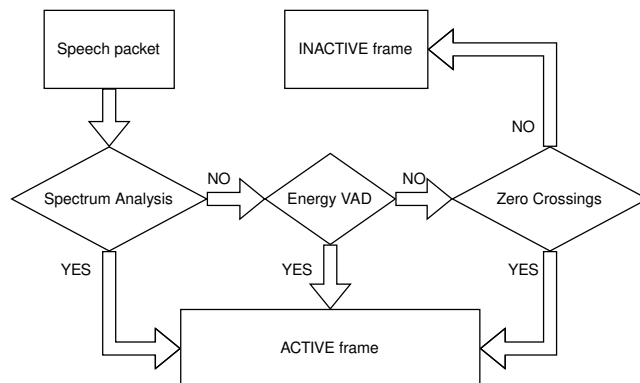 Speech packet
INACTIVE frame
NO
Spectrum Analysis
NO
Energy VAD
NO
Zero Crossings
YES
YES
YES
ACTIVE frame